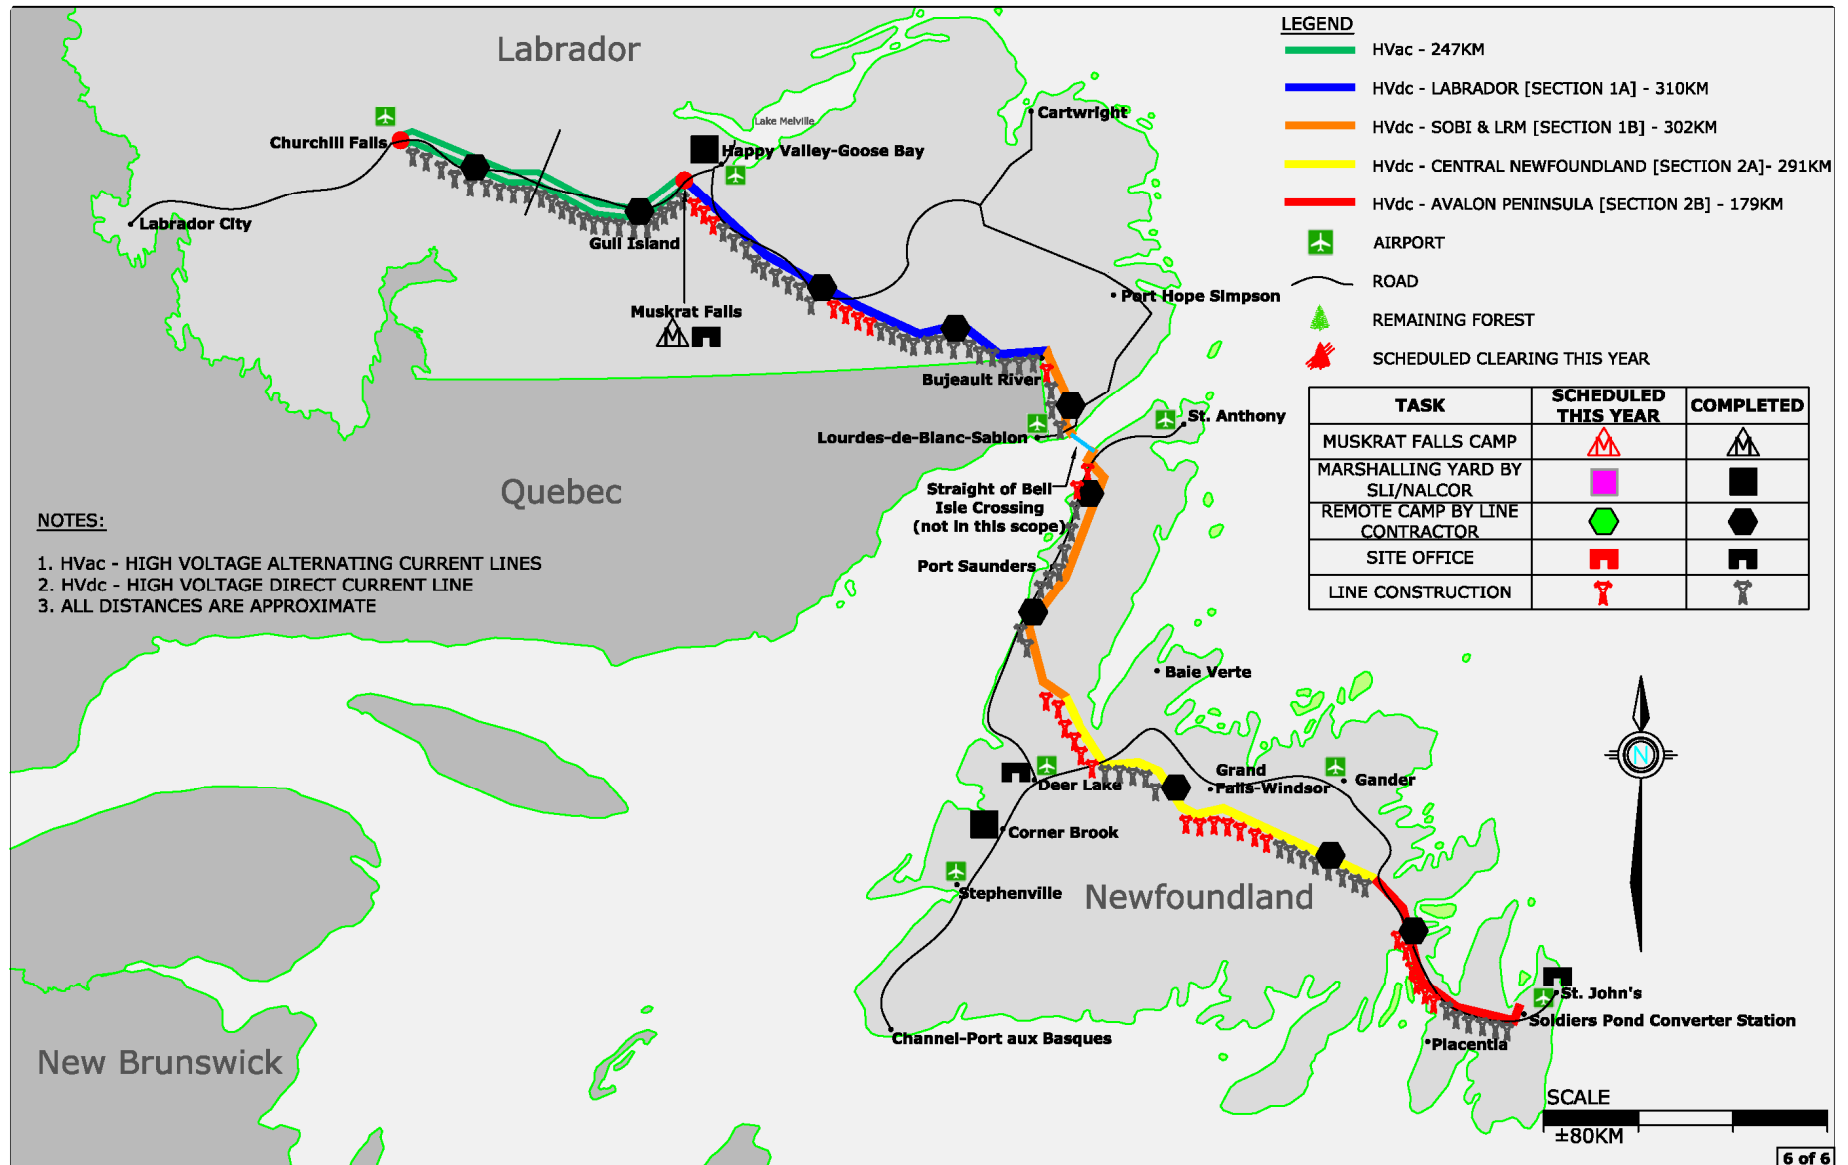 Labrador
Lake Melville
Cartwright
Churchill Falls
Happy Valley-Goose Bay
Labrador City
Gull Island
Muskrat Falls
Port Hope Simpson
Bujeault River
St. Anthony
Lourdes-de-Blanc-Sablon
Quebec
Straight of Bell
Isle Crossing
(not in this scope)
Port Saunders
NOTES:
1. HVac - HIGH VOLTAGE ALTERNATING CURRENT LINES
2. HVdc - HIGH VOLTAGE DIRECT CURRENT LINE
3. ALL DISTANCES ARE APPROXIMATE
Baie Verte
Deer Lake
Grand
Falls-Windsor
Gander
Corner Brook
Stephenville
Newfoundland
St. John's
Soldiers Pond Converter Station
Placentia
Channel-Port aux Basques
New Brunswick
LEGEND
HVac - 247KM
HVdc - LABRADOR [SECTION 1A] - 310KM
HVdc - SOBI & LRM [SECTION 1B] - 302KM
HVdc - CENTRAL NEWFOUNDLAND [SECTION 2A]- 291KM
HVdc - AVALON PENINSULA [SECTION 2B] - 179KM
AIRPORT
ROAD
REMAINING FOREST
SCHEDULED CLEARING THIS YEAR
TASK
SCHEDULED
THIS YEAR
COMPLETED
MUSKRAT FALLS CAMP
MARSHALLING YARD BY
SLI/NALCOR
REMOTE CAMP BY LINE
CONTRACTOR
SITE OFFICE
LINE CONSTRUCTION
N
SCALE
±80KM
6 of 6